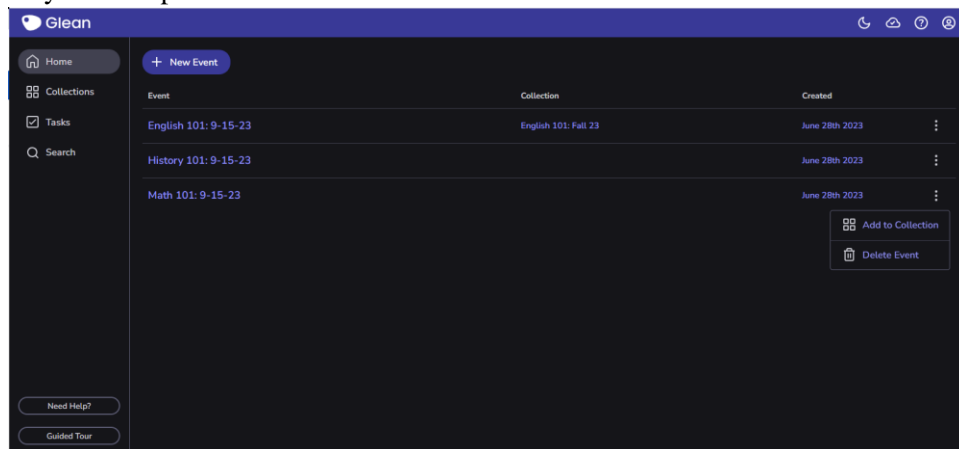 Glean
Home
+ New Event
Collections
Event Collection Created
Tasks
English 101: 9-15-23 English 101: Fall 23 June 28th 2023
Search
History 101: 9-15-23 June 28th 2023
Math 101: 9-15-23 June 28th 2023
Add to Collection
Delete Event
Need Help?
Guided Tour